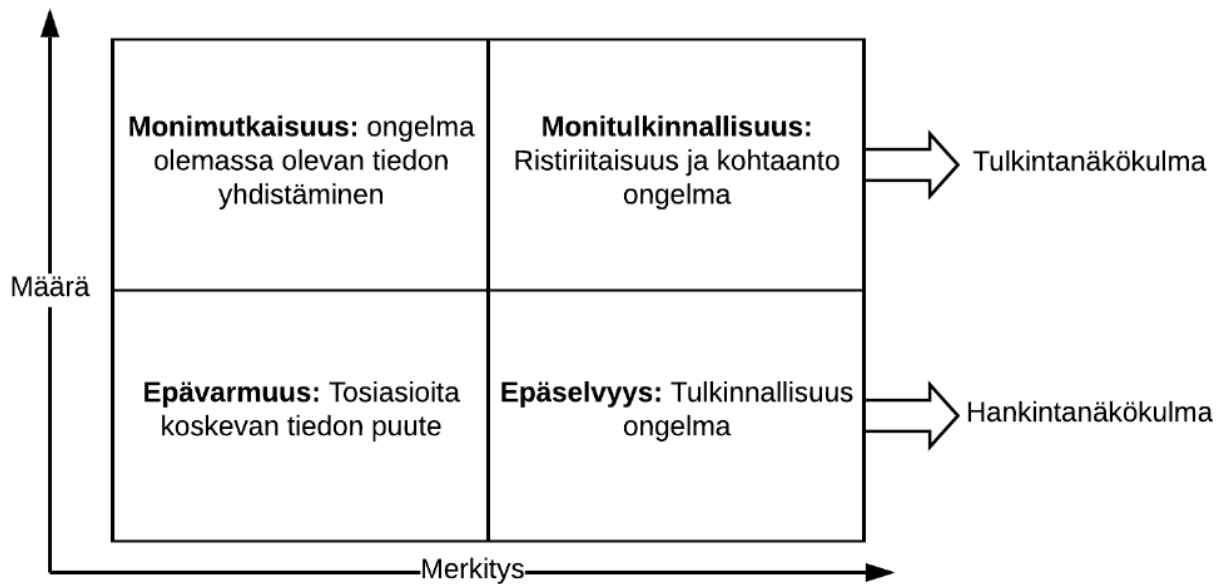 Monimutkaisuus: ongelma
olemassa olevan tiedon
yhdistäminen
Monitulkinnallisuus:
Ristiriitaisuus ja kohtaanto
ongelma
Tulkintanäkökulma
Määrä
Epävarmuus: Tosiasioita
koskevan tiedon puute
Epäselvyys: Tulkinnallisuus
ongelma
Hankintanäkökulma
Merkitys